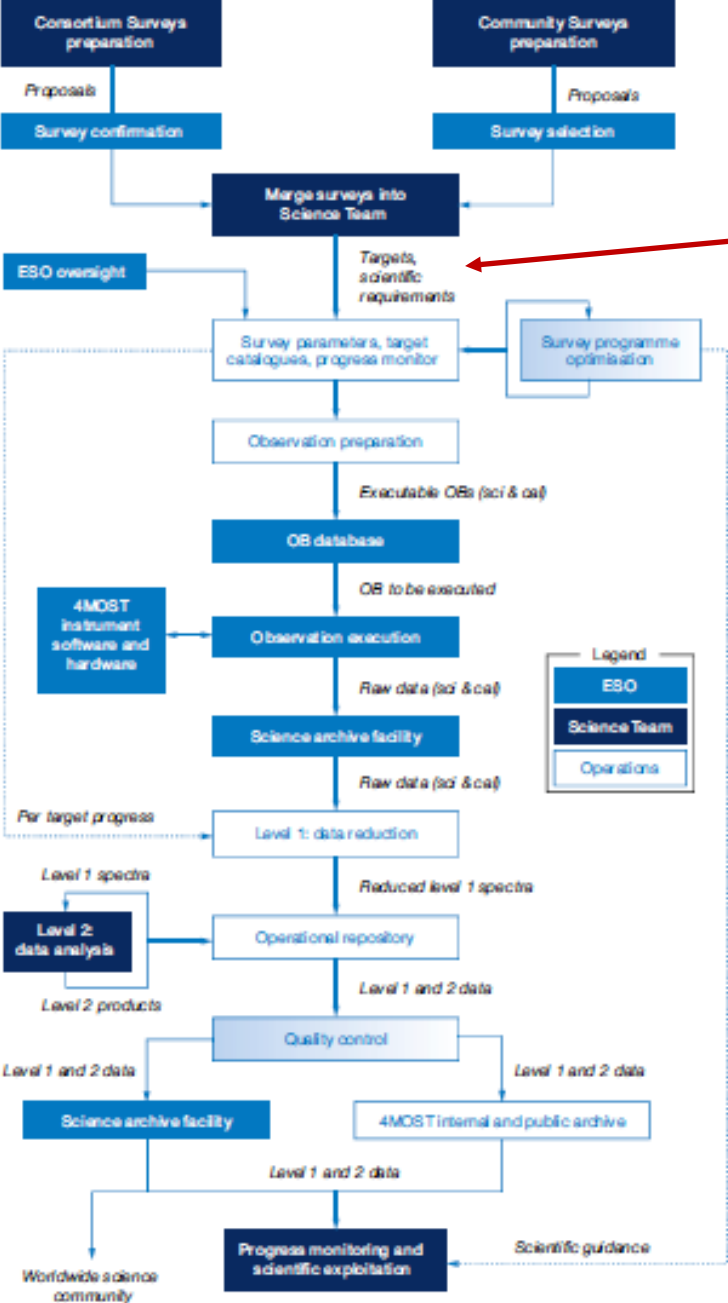 Consortium Surveys
preparation
Community Surveys
preparation
Proposals
Proposals
Survey confirmation
Survey selection
Merge surveys into
Science Team
ESO oversight
Targets,
scientific
requirements
Survey parameters, target
catalogues, progress monitor
Survey programme
optimisation
Observation preparation
Executable OBs (sci & cal)
OB database
OB to be executed
4MOST
instrument
software and
hardware
Observation execution
Raw data (sci & cal)
Legend
ESO
Science Team
Operations
Science archive facility
Raw data (sci & cal)
Per target progress
Level 1: data reduction
Level 1 spectra
Reduced level 1 spectra
Level 2:
data analysis
Operational repository
Level 2 products
Level 1 and 2 data
Quality control
Level 1 and 2 data
Level 1 and 2 data
Science archive facility
4MOST internal and public archive
Level 1 and 2 data
Progress monitoring and
scientific exploitation
Scientific guidance
Worldwide science
community